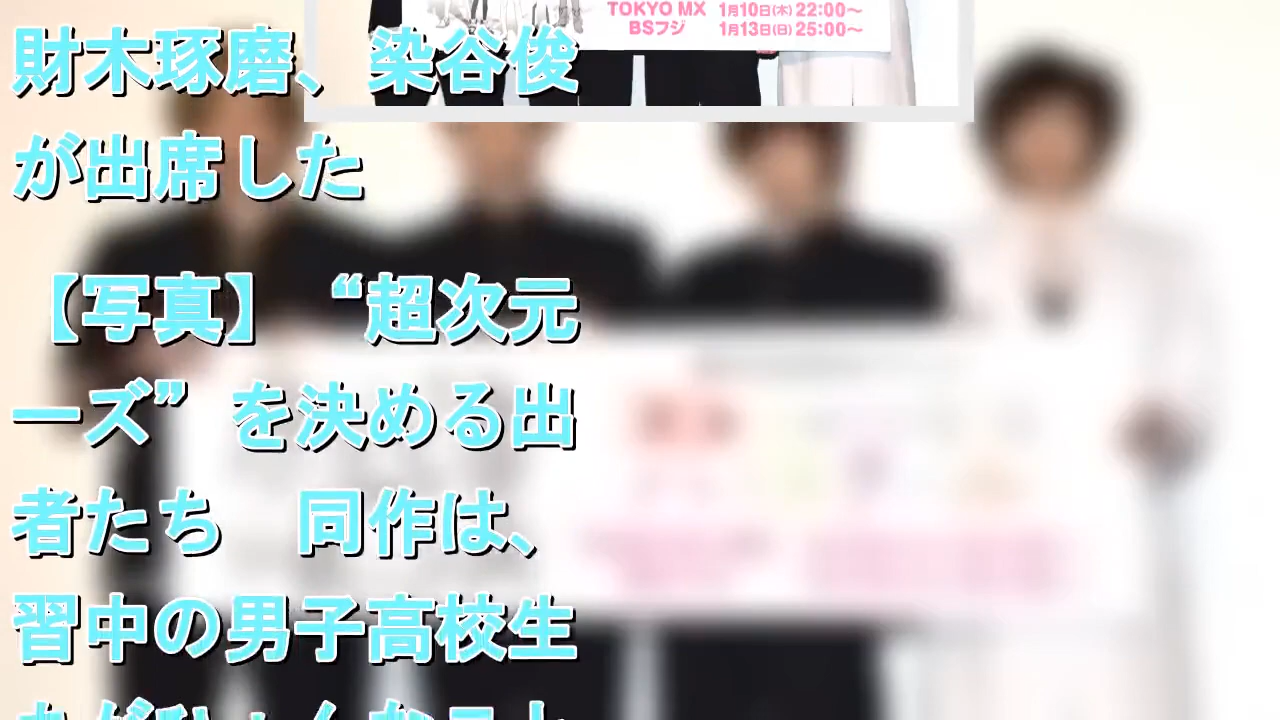 TOKYO MX 1月10日(木)22:00〜
BSフジ 1月13日(日)25:00〜
財木琢磨、染谷俊
が出席した
【写真】 “超次元
ーズ”を決める出
者たち 同作は、
習中の男子高校生